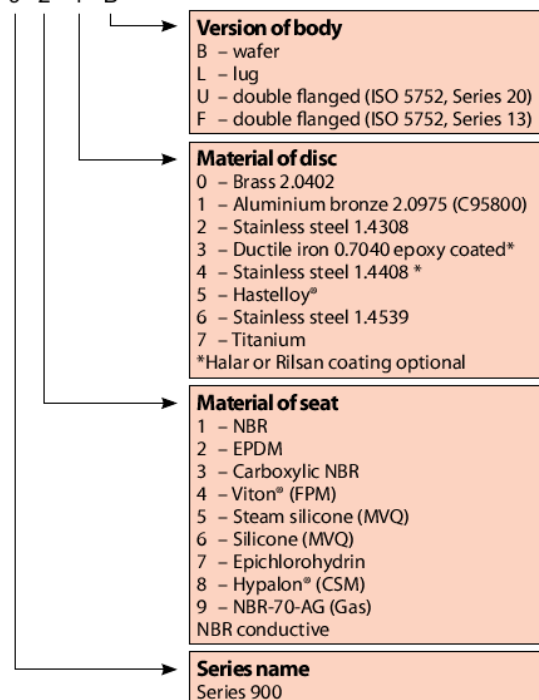 Version of body
B – wafer
L – lug
U – double flanged (ISO 5752, Series 20)
F – double flanged (ISO 5752, Series 13)
Material of disc
0 – Brass 2.0402
1 – Aluminium bronze 2.0975 (C95800)
2 – Stainless steel 1.4308
3 – Ductile iron 0.7040 epoxy coated*
4 – Stainless steel 1.4408 *
5 – Hastelloy®
6 – Stainless steel 1.4539
7 – Titanium
*Halar or Rilsan coating optional
Material of seat
1 – NBR
2 – EPDM
3 – Carboxylic NBR
4 – Viton® (FPM)
5 – Steam silicone (MVQ)
6 – Silicone (MVQ)
7 – Epichlorohydrin
8 – Hypalon® (CSM)
9 – NBR-70-AG (Gas)
NBR conductive
Series name
Series 900